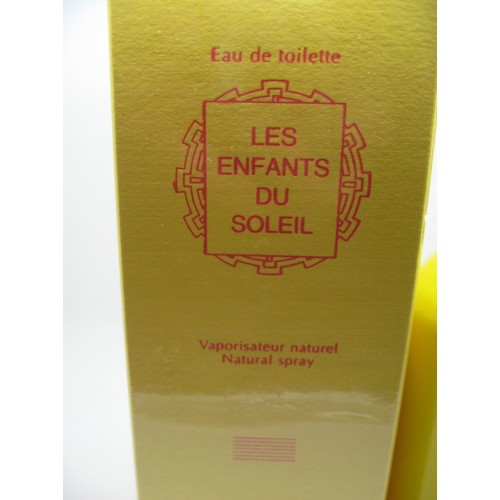 Eau de toilette
LES
ENFANTS
DU
SOLEIL
Vaporisateur naturel
Natural spray